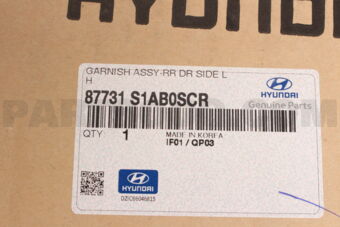 HYUNDAI
GARNISH ASSY-RR DR SIDE L
H
87731 S1AB0SCR
HYUNDAI
Genuine Parts
QTY 1
MADE IN KOREA
IF01 / QP03
HYUNDAI
DZIC66046815